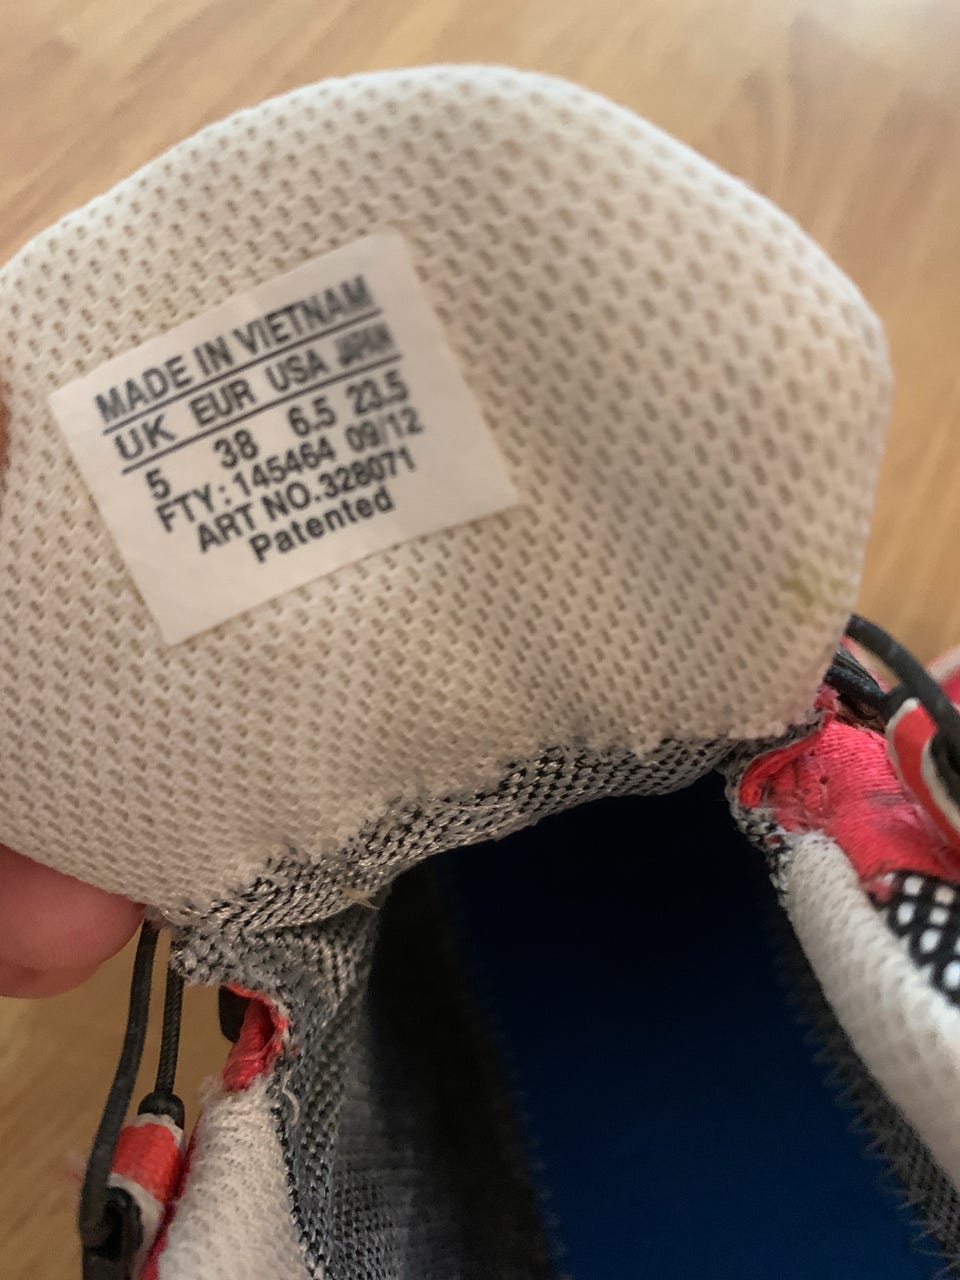 MADE IN VIETNAM
UK EUR USA JAPAN
5 38 6.5 23.5
FTY: 145464 09/12
ART NO.328071
Patented